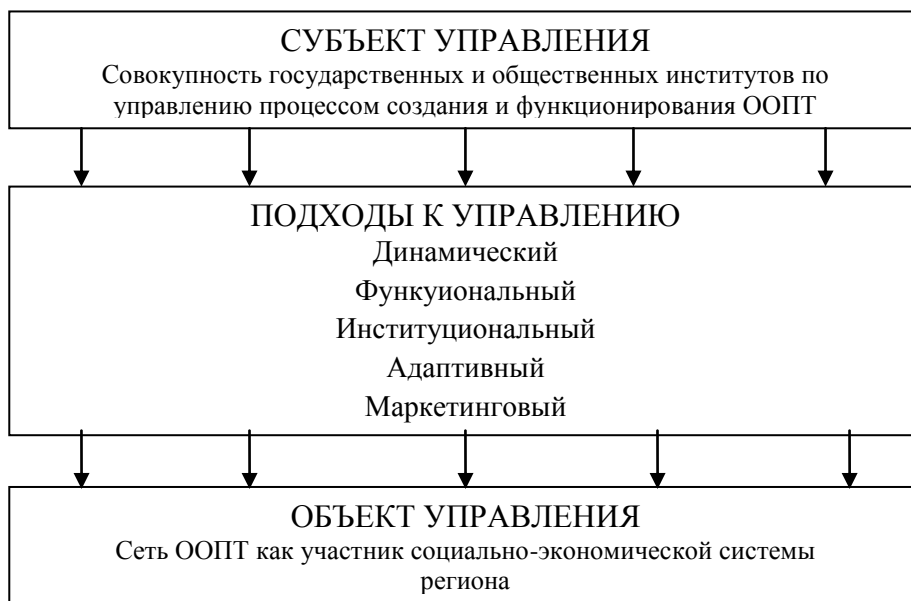 СУБЪЕКТ УПРАВЛЕНИЯ
Совокупность государственных и общественных институтов по
управлению процессом создания и функционирования ООПТ
ПОДХОДЫ К УПРАВЛЕНИЮ
Динамический
Функуиональный
Институциональный
Адаптивный
Маркетинговый
ОБЪЕКТ УПРАВЛЕНИЯ
Сеть ООПТ как участник социально-экономической системы
региона